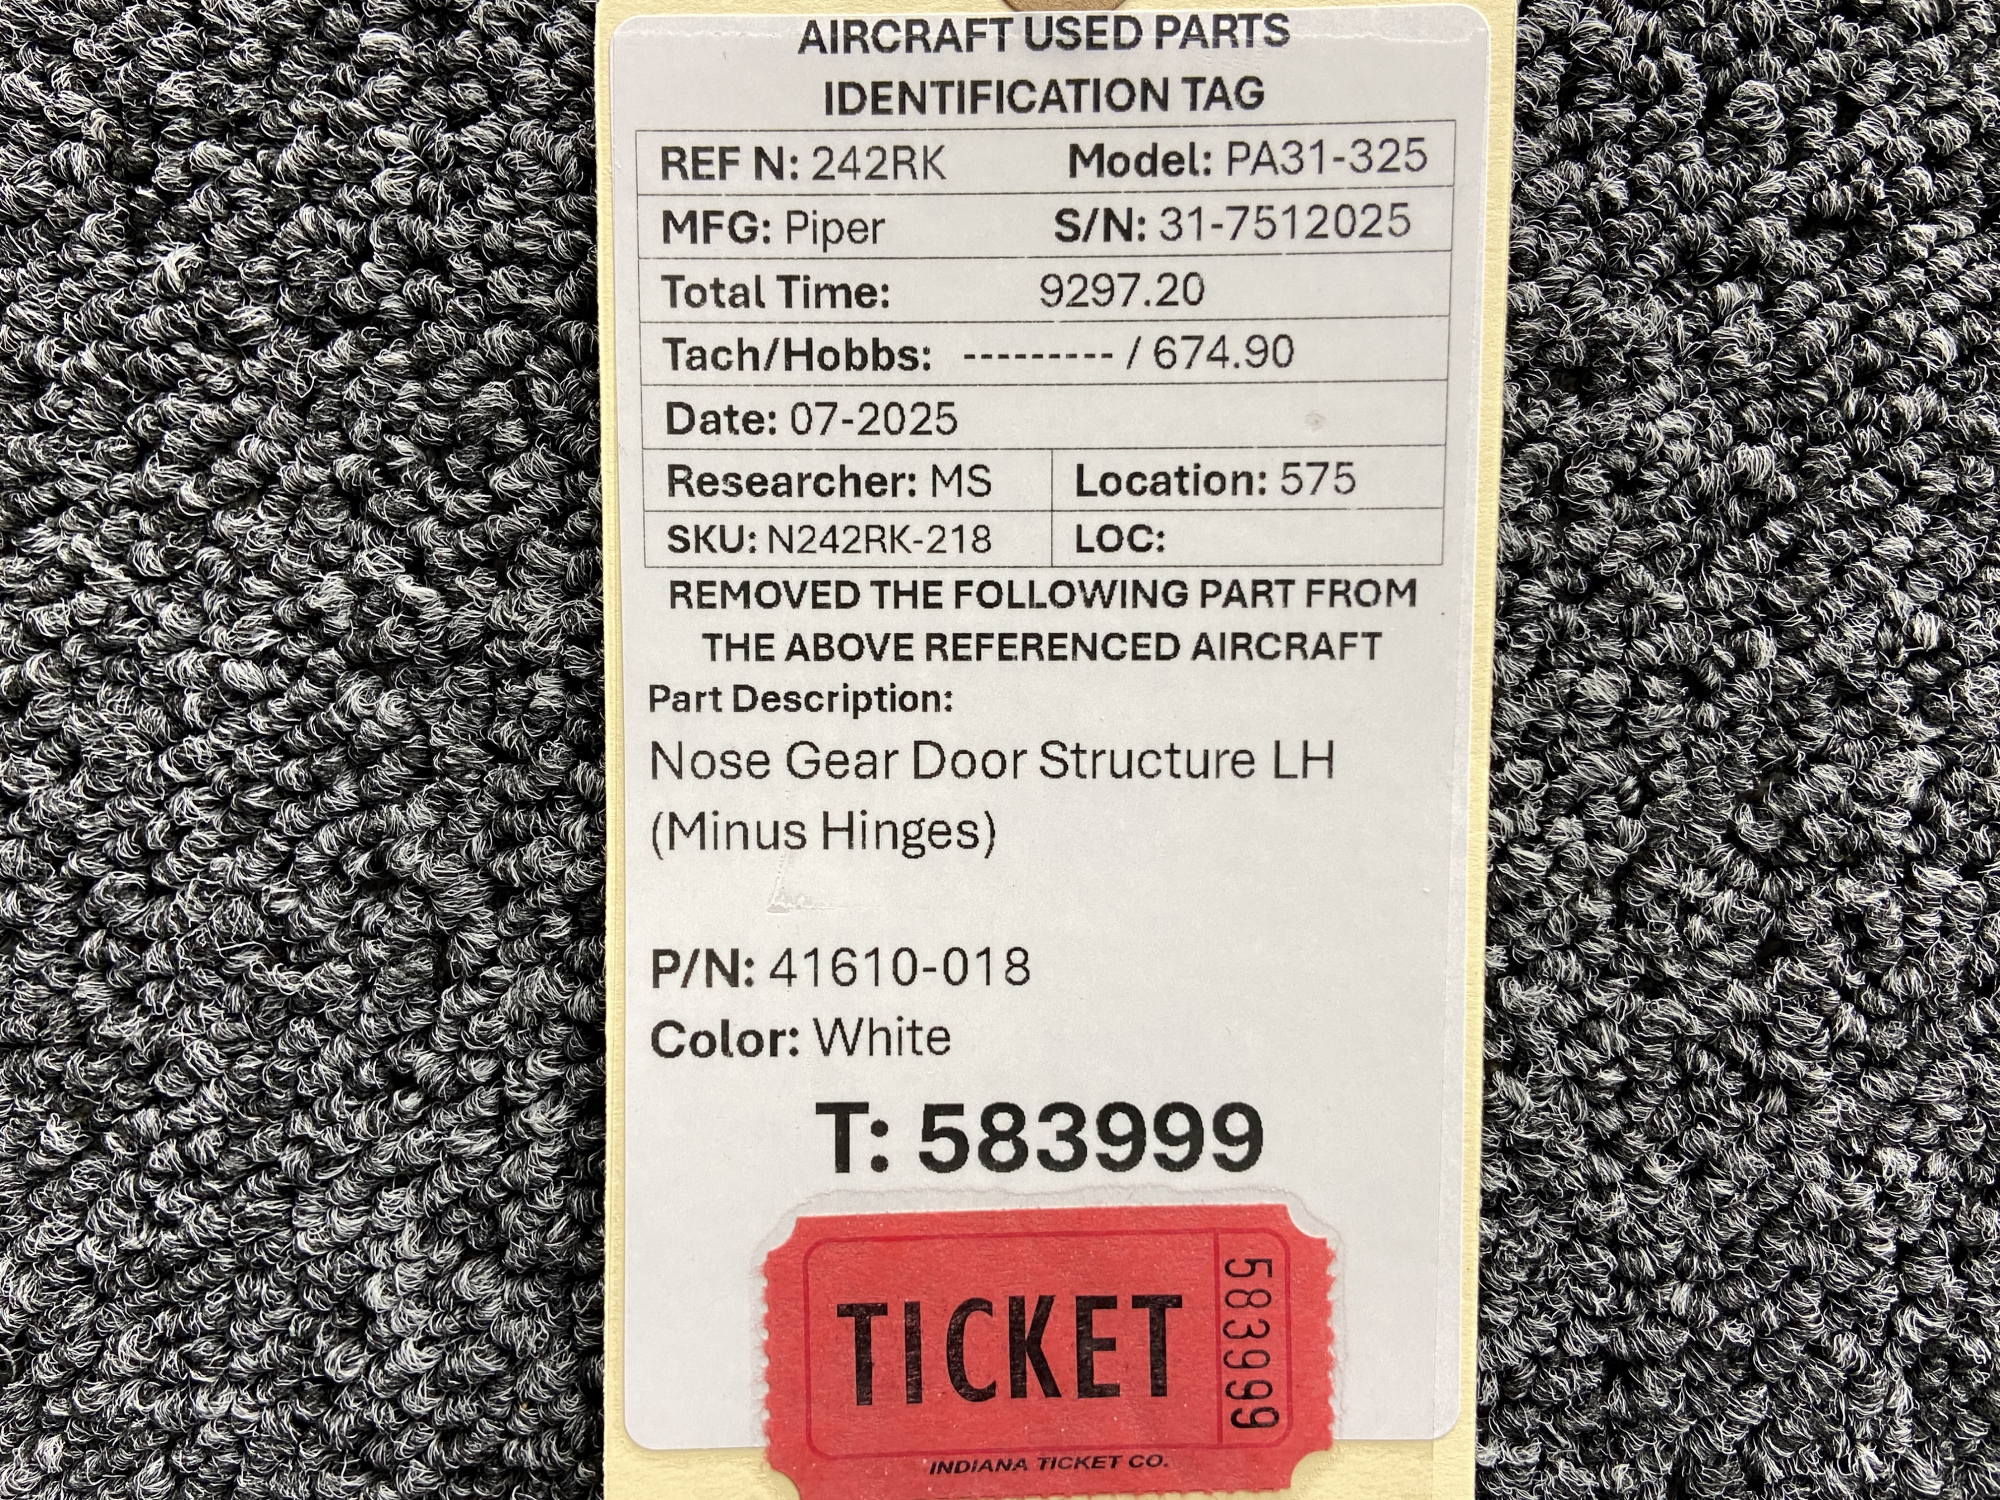 AIRCRAFT USED PARTS
IDENTIFICATION TAG
REF N: 242RK Model: PA31-325
MFG: Piper S/N: 31-7512025
Total Time: 9297.20
Tach/Hobbs: --------- / 674.90
Date: 07-2025
Researcher: MS Location: 575
SKU: N242RK-218 LOC:
REMOVED THE FOLLOWING PART FROM
THE ABOVE REFERENCED AIRCRAFT
Part Description:
Nose Gear Door Structure LH
(Minus Hinges)
P/N: 41610-018
Color: White
T: 583999
TICKET
583999
INDIANA TICKET CO.